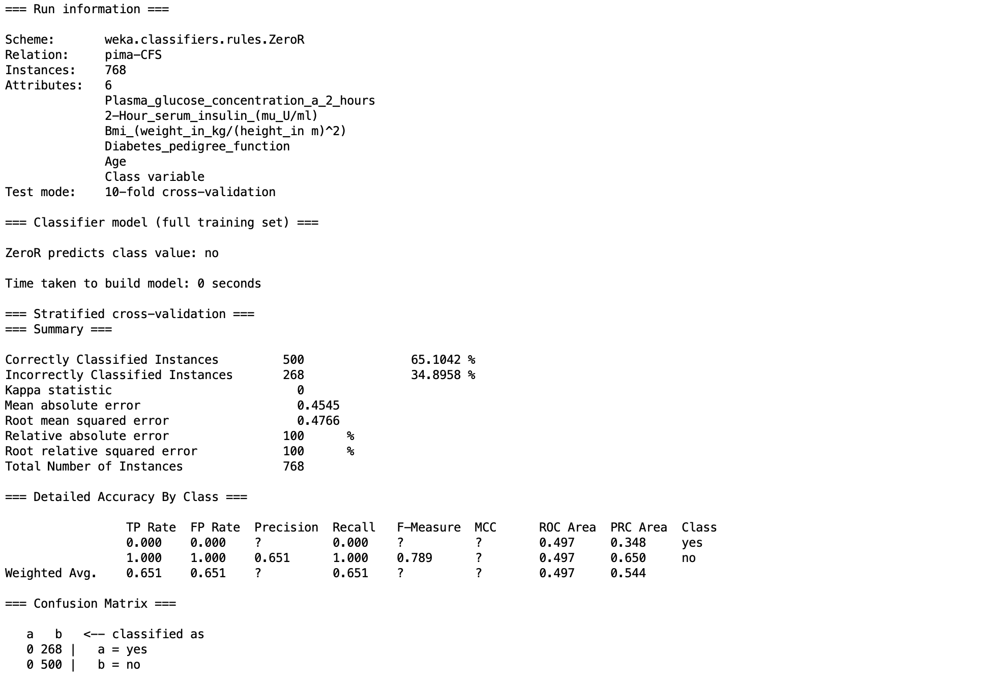 === Run information ===
Scheme:       weka.classifiers.rules.ZeroR
Relation:     pima-CFS
Instances:    768
Attributes:   6
              Plasma_glucose_concentration_a_2_hours
              2-Hour_serum_insulin_(mu_U/ml)
              Bmi_(weight_in_kg/(height_in m)^2)
              Diabetes_pedigree_function
              Age
              Class variable
Test mode:    10-fold cross-validation
=== Classifier model (full training set) ===
ZeroR predicts class value: no
Time taken to build model: 0 seconds
=== Stratified cross-validation ===
=== Summary ===
Correctly Classified Instances         500               65.1042 %
Incorrectly Classified Instances       268               34.8958 %
Kappa statistic                          0
Mean absolute error                      0.4545
Root mean squared error                  0.4766
Relative absolute error                100      %
Root relative squared error            100      %
Total Number of Instances              768
=== Detailed Accuracy By Class ===
                 TP Rate  FP Rate  Precision  Recall   F-Measure  MCC      ROC Area  PRC Area  Class
                 0.000    0.000    ?          0.000    ?          ?        0.497     0.348     yes
                 1.000    1.000    0.651      1.000    0.789      ?        0.497     0.650     no
Weighted Avg.    0.651    0.651    ?          0.651    ?          ?        0.497     0.544
=== Confusion Matrix ===
   a   b   <-- classified as
   0 268 |   a = yes
   0 500 |   b = no